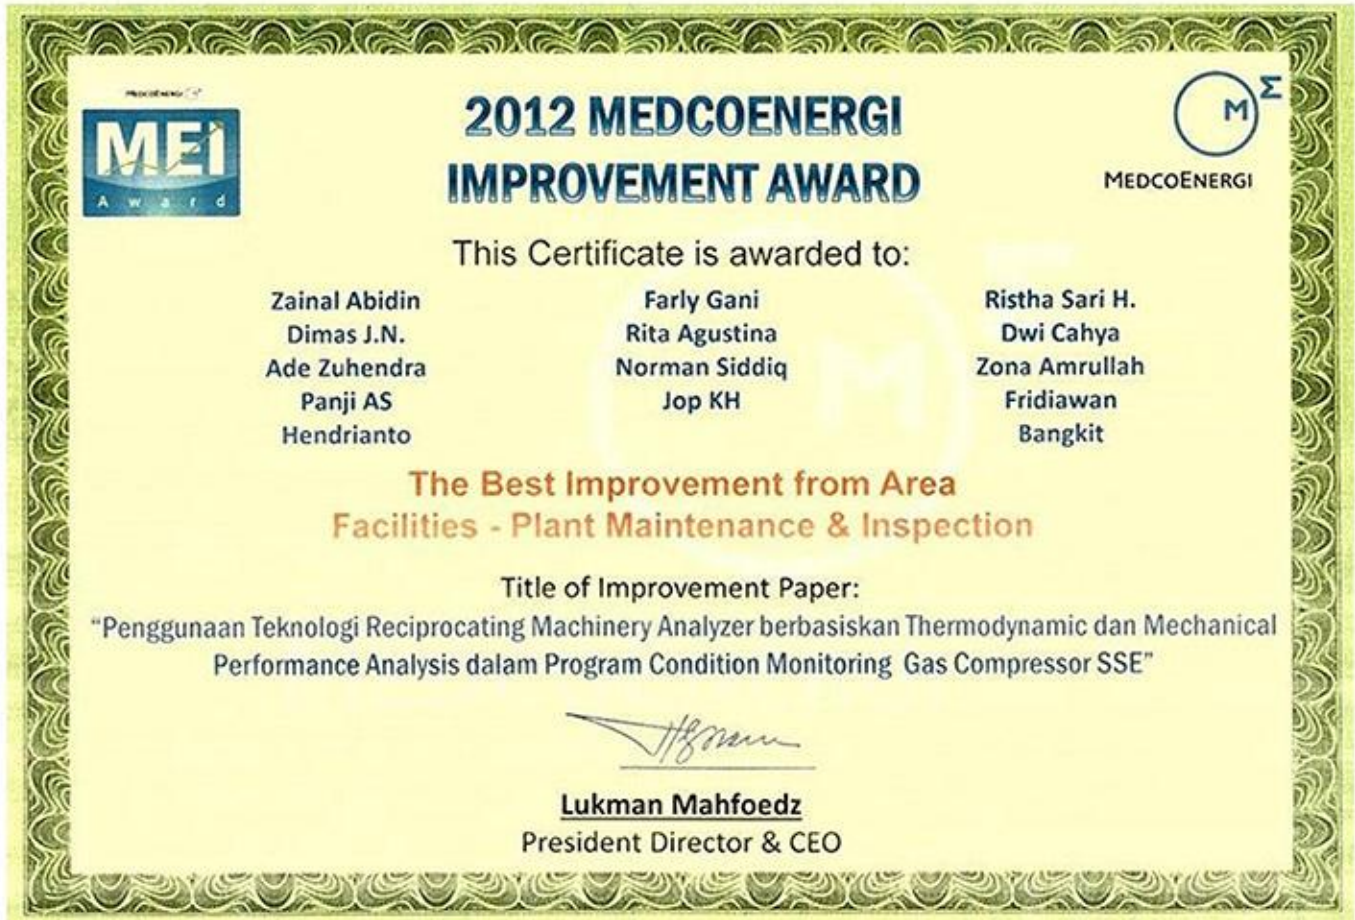 MEDCOENERGI
MEI
Award
2012 MEDCOENERGI
IMPROVEMENT AWARD
M Σ
MEDCOENERGI
This Certificate is awarded to:
Zainal Abidin
Dimas J.N.
Ade Zuhendra
Panji AS
Hendrianto
Farly Gani
Rita Agustina
Norman Siddiq
Jop KH
Ristha Sari H.
Dwi Cahya
Zona Amrullah
Fridiawan
Bangkit
The Best Improvement from Area
Facilities - Plant Maintenance & Inspection
Title of Improvement Paper:
“Penggunaan Teknologi Reciprocating Machinery Analyzer berbasiskan Thermodynamic dan Mechanical
Performance Analysis dalam Program Condition Monitoring Gas Compressor SSE”
Lukman Mahfoedz
President Director & CEO